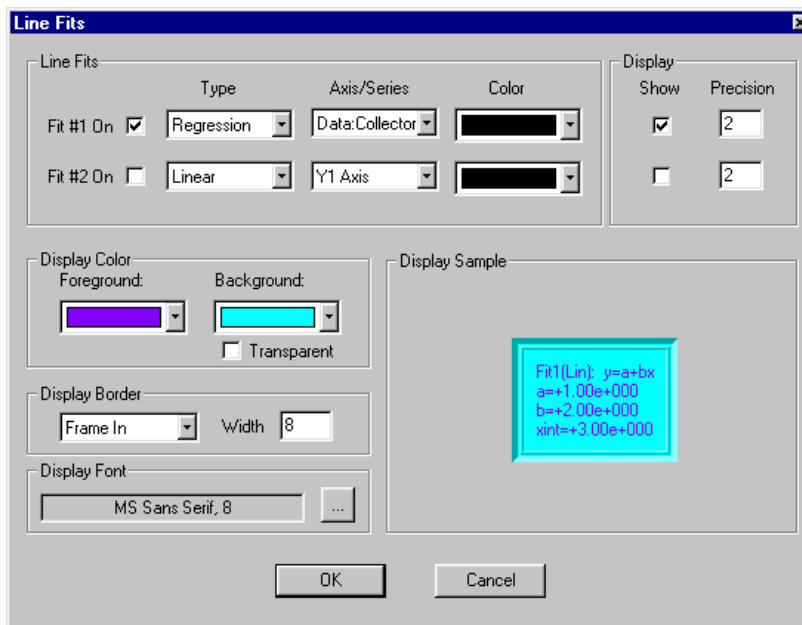 Line Fits
Line Fits
Display
Type Axis/Series Color
Show Precision
Fit #1 On Regression Data:Collector
2
Fit #2 On Linear Y1 Axis
2
Display Color
Foreground: Background:
Transparent
Display Border
Frame In Width 8
Display Font
MS Sans Serif, 8 ...
Display Sample
Fit1(Lin): y=a+bx
a=+1.00e+000
b=+2.00e+000
xint=+3.00e+000
OK Cancel